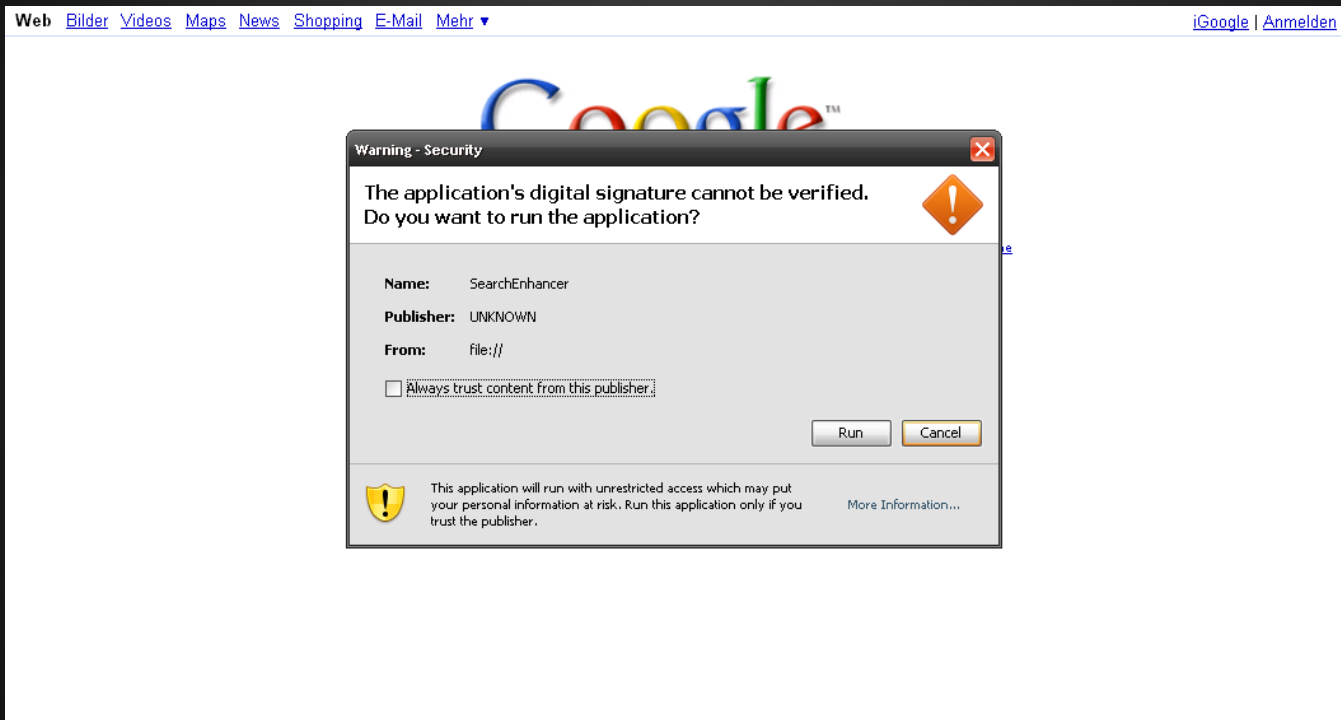 Web Bilder Videos Maps News Shopping E-Mail Mehr ▼ iGoogle | Anmelden
Google™
Warning - Security
The application's digital signature cannot be verified.
Do you want to run the application?
Name: SearchEnhancer
Publisher: UNKNOWN
From: file://
Always trust content from this publisher.
Run Cancel
This application will run with unrestricted access which may put
your personal information at risk. Run this application only if you
trust the publisher.
More Information...